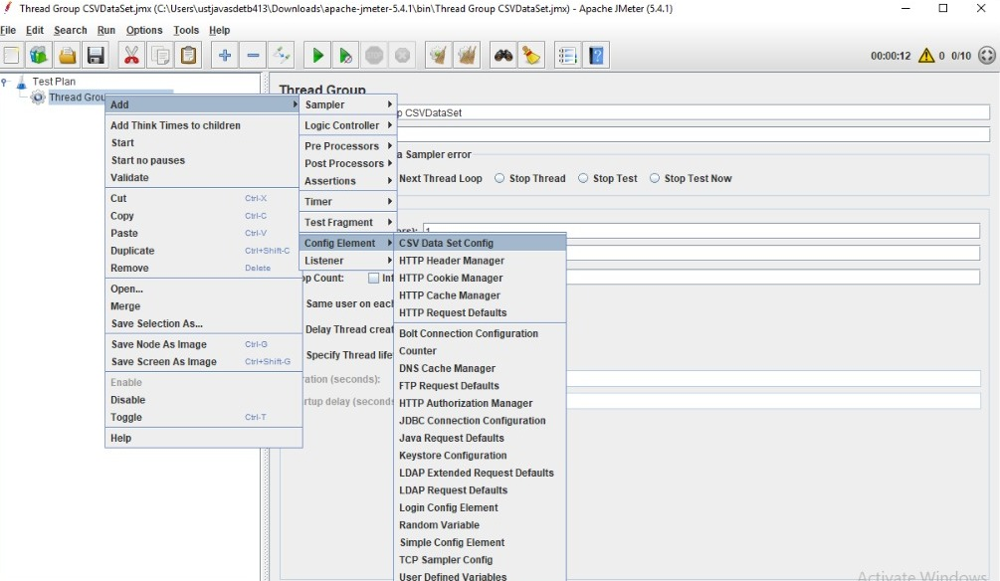 Thread Group CSVDataSet.jmx (C:\Users\ustjavasdetb413\Downloads\apache-jmeter-5.4.1\bin\Thread Group CSVDataSet.jmx) - Apache JMeter (5.4.1)
File Edit Search Run Options Tools Help
00:00:12 0 0/10
Test Plan
Thread Grou
Add
Add Think Times to children
Start
Start no pauses
Validate
Cut Ctrl-X
Copy Ctrl-C
Paste Ctrl-V
Duplicate Ctrl+Shift-C
Remove Delete
Open...
Merge
Save Selection As...
Save Node As Image Ctrl-G
Save Screen As Image Ctrl+Shift-G
Enable
Disable
Toggle Ctrl-T
Help
Sampler
Logic Controller
Pre Processors
Post Processors
Assertions
Timer
Test Fragment
Config Element
Listener
CSV Data Set Config
HTTP Header Manager
HTTP Cookie Manager
HTTP Cache Manager
HTTP Request Defaults
Bolt Connection Configuration
Counter
DNS Cache Manager
FTP Request Defaults
HTTP Authorization Manager
JDBC Connection Configuration
Java Request Defaults
Keystore Configuration
LDAP Extended Request Defaults
LDAP Request Defaults
Login Config Element
Random Variable
Simple Config Element
TCP Sampler Config
User Defined Variables
Thread Group
p CSVDataSet
a Sampler error
Next Thread Loop Stop Thread Stop Test Stop Test Now
1
op Count: Inf
Same user on eacl
Delay Thread creat
Specify Thread life
ration (seconds):
rtup delay (second
Activate Windows